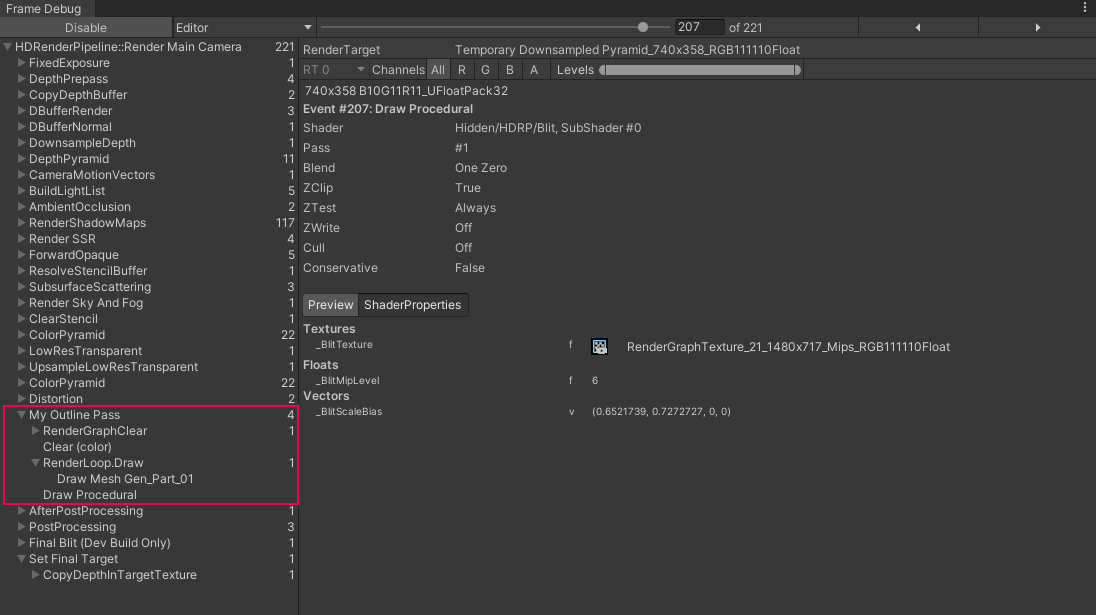 Frame Debug
Disable Editor 207 of 221
HDRenderPipeline::Render Main Camera 221
FixedExposure 1
DepthPrepass 4
CopyDepthBuffer 2
DBufferRender 3
DBufferNormal 1
DownsampleDepth 1
DepthPyramid 11
CameraMotionVectors 1
BuildLightList 5
AmbientOcclusion 2
RenderShadowMaps 117
Render SSR 4
ForwardOpaque 5
ResolveStencilBuffer 1
SubsurfaceScattering 3
Render Sky And Fog 1
ClearStencil 1
ColorPyramid 22
LowResTransparent 1
UpsampleLowResTransparent 1
ColorPyramid 22
Distortion 2
My Outline Pass 4
RenderGraphClear 1
Clear (color)
RenderLoop.Draw 1
Draw Mesh Gen_Part_01
Draw Procedural
AfterPostProcessing 1
PostProcessing 3
Final Blit (Dev Build Only) 1
Set Final Target 1
CopyDepthInTargetTexture 1
RenderTarget Temporary Downsampled Pyramid_740x358_RGB111110Float
RT 0 Channels All R G B A Levels
740x358 B10G11R11_UFloatPack32
Event #207: Draw Procedural
Shader Hidden/HDRP/Blit, SubShader #0
Pass #1
Blend One Zero
ZClip True
ZTest Always
ZWrite Off
Cull Off
Conservative False
Preview ShaderProperties
Textures
_BlitTexture f RenderGraphTexture_21_1480x717_Mips_RGB111110Float
Floats
_BlitMipLevel f 6
Vectors
_BlitScaleBias v (0.6521739, 0.7272727, 0, 0)